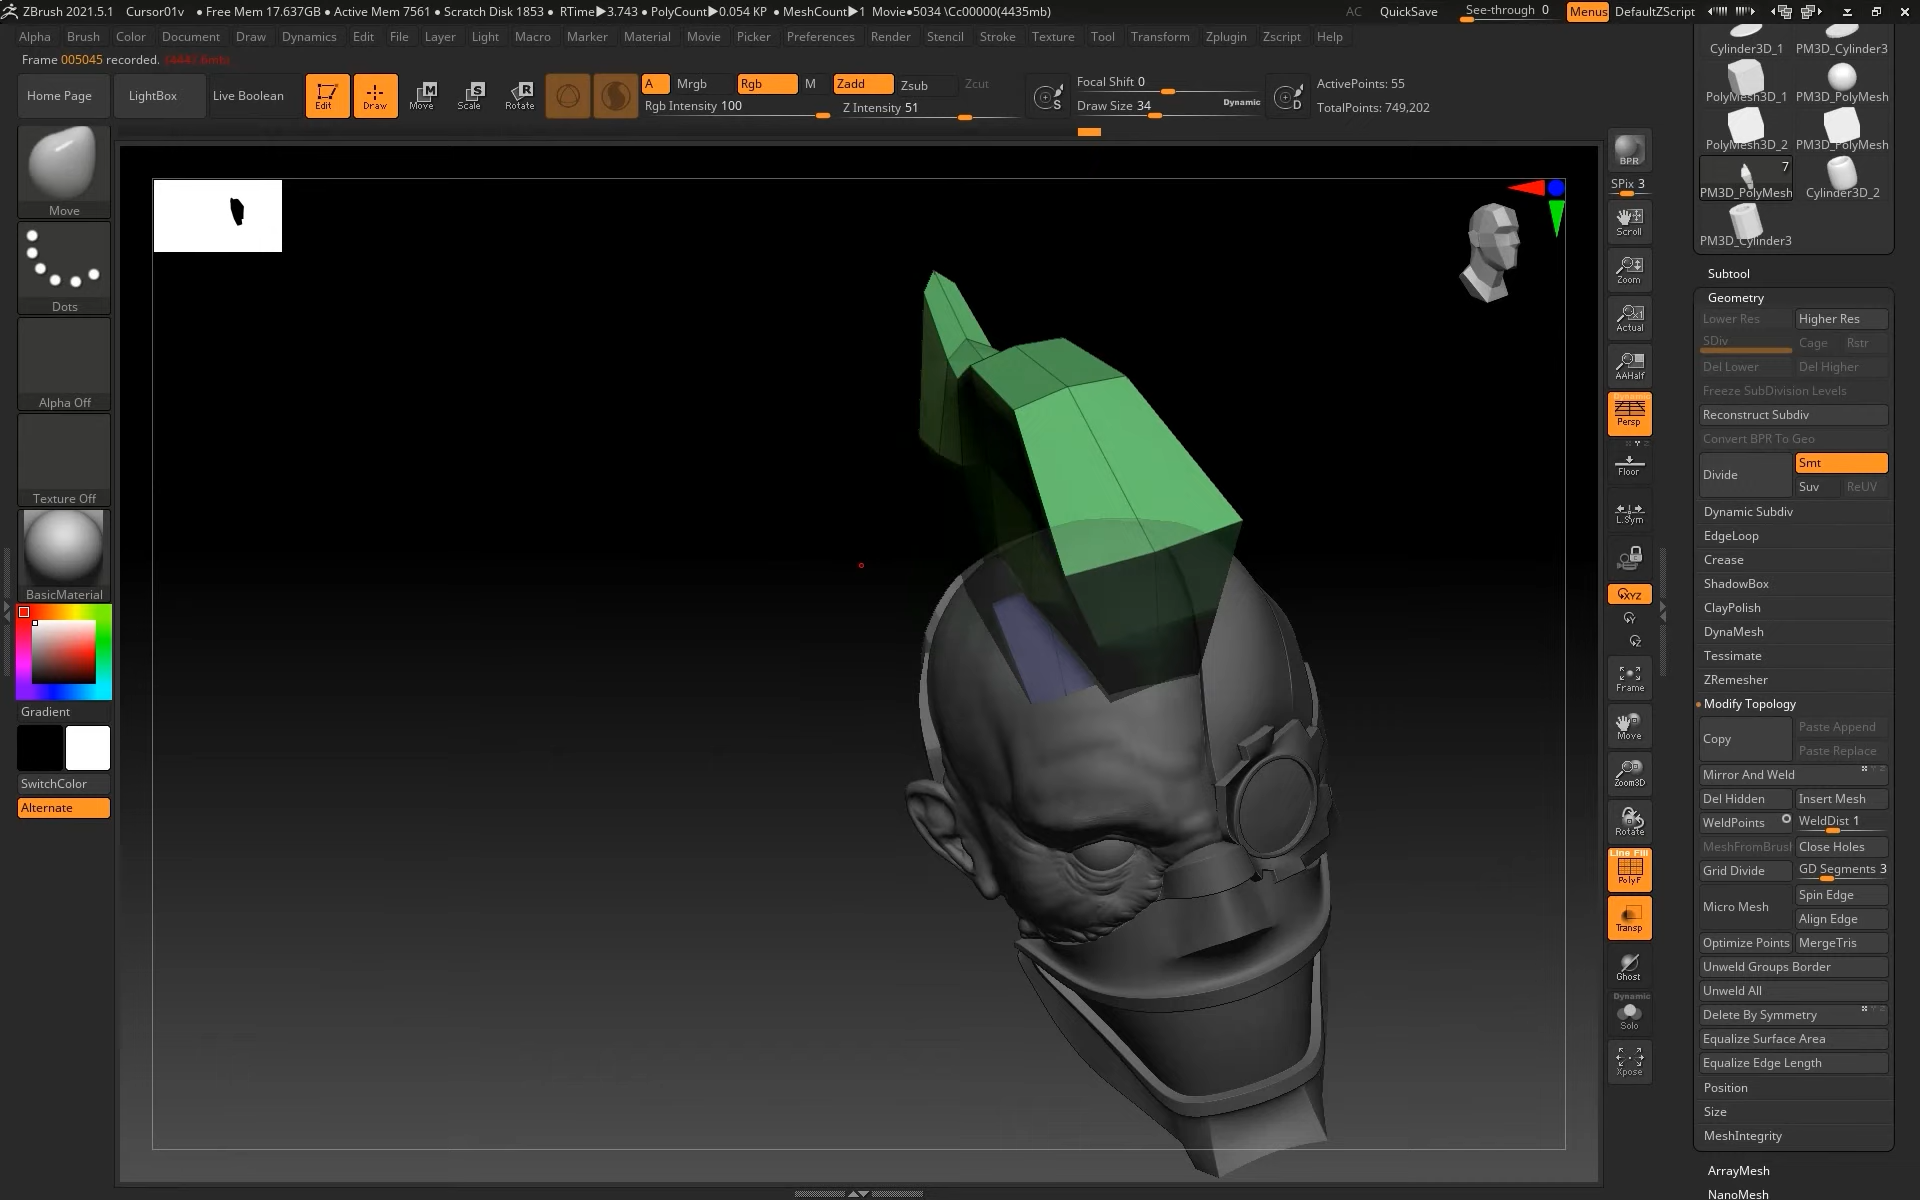 ZBrush 2021.5.1 Cursor01v • Free Mem 17.637GB • Active Mem 7561 • Scratch Disk 1853 • RTime▶3.743 • PolyCount▶0.054 KP • MeshCount▶1 Movie●5034 \Cc00000(4435mb) AC QuickSave See-through 0 Menus DefaultZScript
Alpha Brush Color Document Draw Dynamics Edit File Layer Light Macro Marker Material Movie Picker Preferences Render Stencil Stroke Texture Tool Transform Zplugin Zscript Help
Frame 005045 recorded.
Home Page LightBox Live Boolean Edit Draw Move Scale Rotate A Mrgb Rgb M Zadd Zsub Zcut
Rgb Intensity 100 Z Intensity 51
S Focal Shift 0
Draw Size 34 Dynamic
D ActivePoints: 55
TotalPoints: 749,202
Move
Dots
Alpha Off
Texture Off
BasicMaterial
Gradient
SwitchColor
Alternate
BPR
SPix 3
Scroll
Zoom
Actual
AAHalf
Dynamic
Persp
Floor
L.Sym
XYZ
Y
Z
Frame
Move
Zoom3D
Rotate
Line Fill
PolyF
Transp
Ghost
Dynamic
Solo
Xpose
Cylinder3D_1 PM3D_Cylinder3
PolyMesh3D_1 PM3D_PolyMesh
PolyMesh3D_2 PM3D_PolyMesh
7
PM3D_PolyMesh Cylinder3D_2
PM3D_Cylinder3
Subtool
Geometry
Lower Res Higher Res
SDiv Cage Rstr
Del Lower Del Higher
Freeze SubDivision Levels
Reconstruct Subdiv
Convert BPR To Geo
Divide Smt
Suv ReUV
Dynamic Subdiv
EdgeLoop
Crease
ShadowBox
ClayPolish
DynaMesh
Tessimate
ZRemesher
Modify Topology
Copy Paste Append
Paste Replace
Mirror And Weld
Del Hidden Insert Mesh
WeldPoints WeldDist 1
MeshFromBrus Close Holes
Grid Divide GD Segments 3
Micro Mesh Spin Edge
Align Edge
Optimize Points MergeTris
Unweld Groups Border
Unweld All
Delete By Symmetry
Equalize Surface Area
Equalize Edge Length
Position
Size
MeshIntegrity
ArrayMesh
NanoMesh